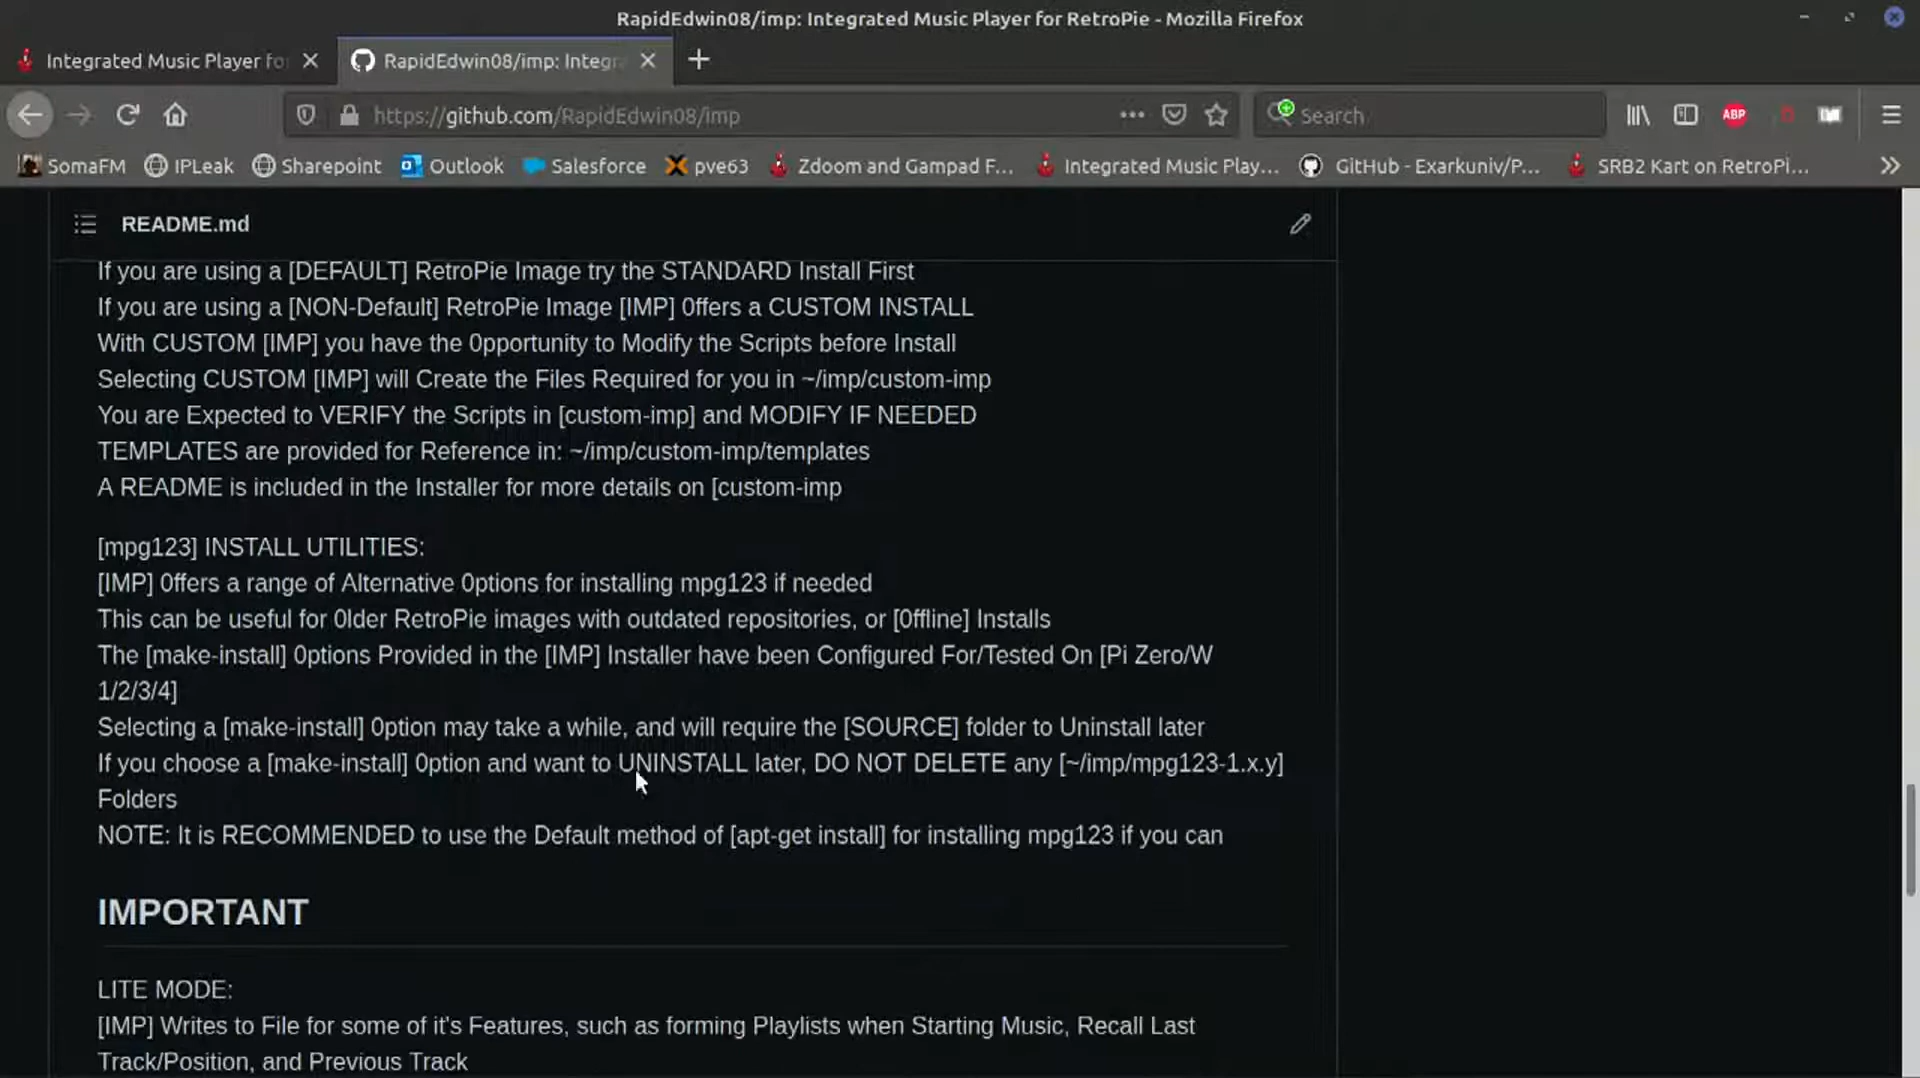 RapidEdwin08/imp: Integrated Music Player for RetroPie - Mozilla Firefox
Integrated Music Player fo
RapidEdwin08/imp: Integra
https://github.com/RapidEdwin08/imp
Search
ABP
SomaFM
IPLeak
Sharepoint
Outlook
Salesforce
pve63
Zdoom and Gampad F...
Integrated Music Play...
GitHub - Exarkuniv/P...
SRB2 Kart on RetroPi...
README.md
If you are using a [DEFAULT] RetroPie Image try the STANDARD Install First
If you are using a [NON-Default] RetroPie Image [IMP] 0ffers a CUSTOM INSTALL
With CUSTOM [IMP] you have the 0pportunity to Modify the Scripts before Install
Selecting CUSTOM [IMP] will Create the Files Required for you in ~/imp/custom-imp
You are Expected to VERIFY the Scripts in [custom-imp] and MODIFY IF NEEDED
TEMPLATES are provided for Reference in: ~/imp/custom-imp/templates
A README is included in the Installer for more details on [custom-imp
[mpg123] INSTALL UTILITIES:
[IMP] 0ffers a range of Alternative 0ptions for installing mpg123 if needed
This can be useful for 0lder RetroPie images with outdated repositories, or [0ffline] Installs
The [make-install] 0ptions Provided in the [IMP] Installer have been Configured For/Tested On [Pi Zero/W
1/2/3/4]
Selecting a [make-install] 0ption may take a while, and will require the [SOURCE] folder to Uninstall later
If you choose a [make-install] 0ption and want to UNINSTALL later, DO NOT DELETE any [~/imp/mpg123-1.x.y]
Folders
NOTE: It is RECOMMENDED to use the Default method of [apt-get install] for installing mpg123 if you can
IMPORTANT
LITE MODE:
[IMP] Writes to File for some of it's Features, such as forming Playlists when Starting Music, Recall Last
Track/Position, and Previous Track